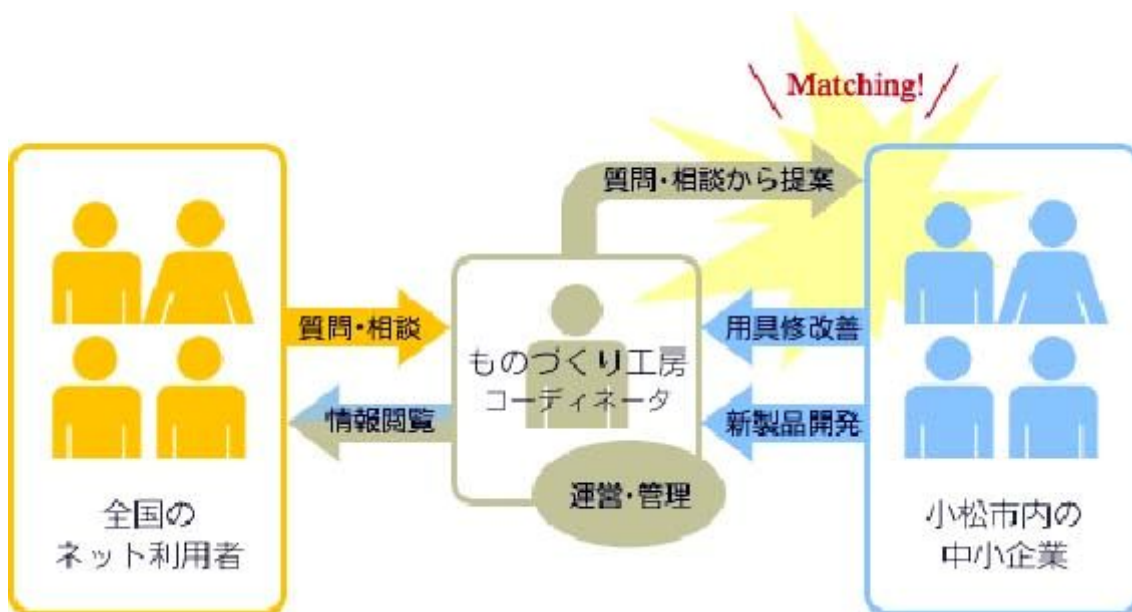 Matching!
質問・相談から提案
質問・相談
用具修改善
ものづくり工房
コーディネータ
情報閲覧
新製品開発
運営・管理
全国の
ネット利用者
小松市内の
中小企業